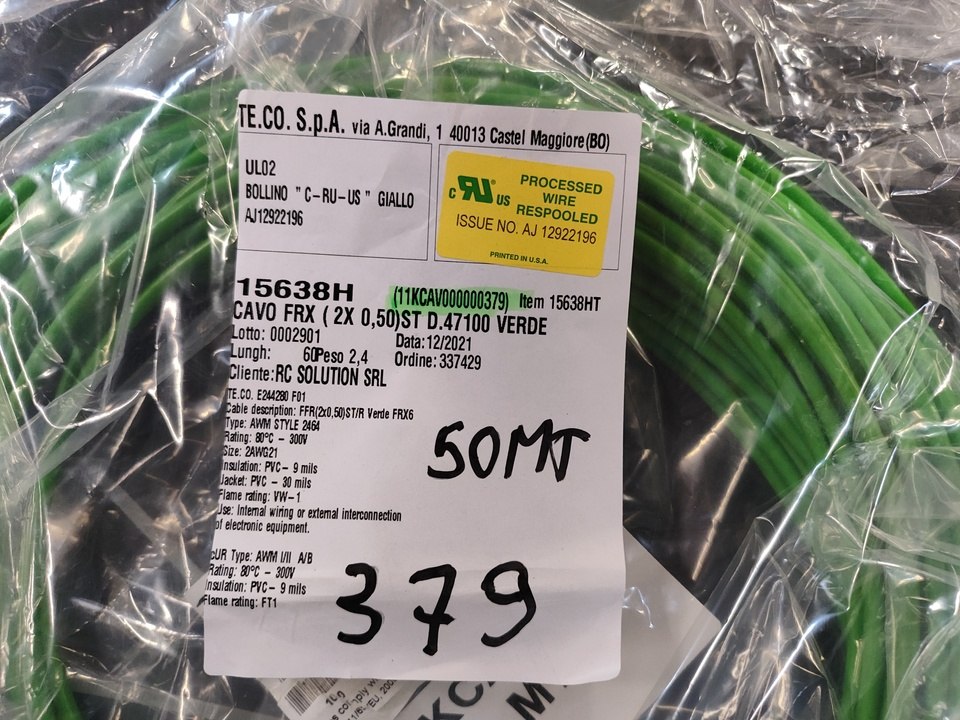 TE.CO. S.p.A. via A.Grandi, 1 40013 Castel Maggiore(BO)
UL02
BOLLINO "C-RU-US" GIALLO
AJ12922196
C RU® US
PROCESSED
WIRE
RESPOOLED
ISSUE NO. AJ 12922196
PRINTED IN U.S.A.
15638H (11KCAV000000379) Item 15638HT
CAVO FRX ( 2X 0,50)ST D.47100 VERDE
Lotto: 0002901 Data:12/2021
Lungh: 60Peso 2,4 Ordine: 337429
Cliente:RC SOLUTION SRL
TE.CO. E244280 F01
Cable description: FFR(2x0,50)ST/R Verde FRX6
Type: AWM STYLE 2464
Rating: 80°C - 300V
Size: 2AWG21
Insulation: PVC- 9 mils
Jacket: PVC - 30 mils
Flame rating: VW-1
Use: Internal wiring or external interconnection
of electronic equipment.
50MT
cUR Type: AWM I/II A/B
Rating: 80°C - 300V
Insulation: PVC- 9 mils
Flame rating: FT1
379